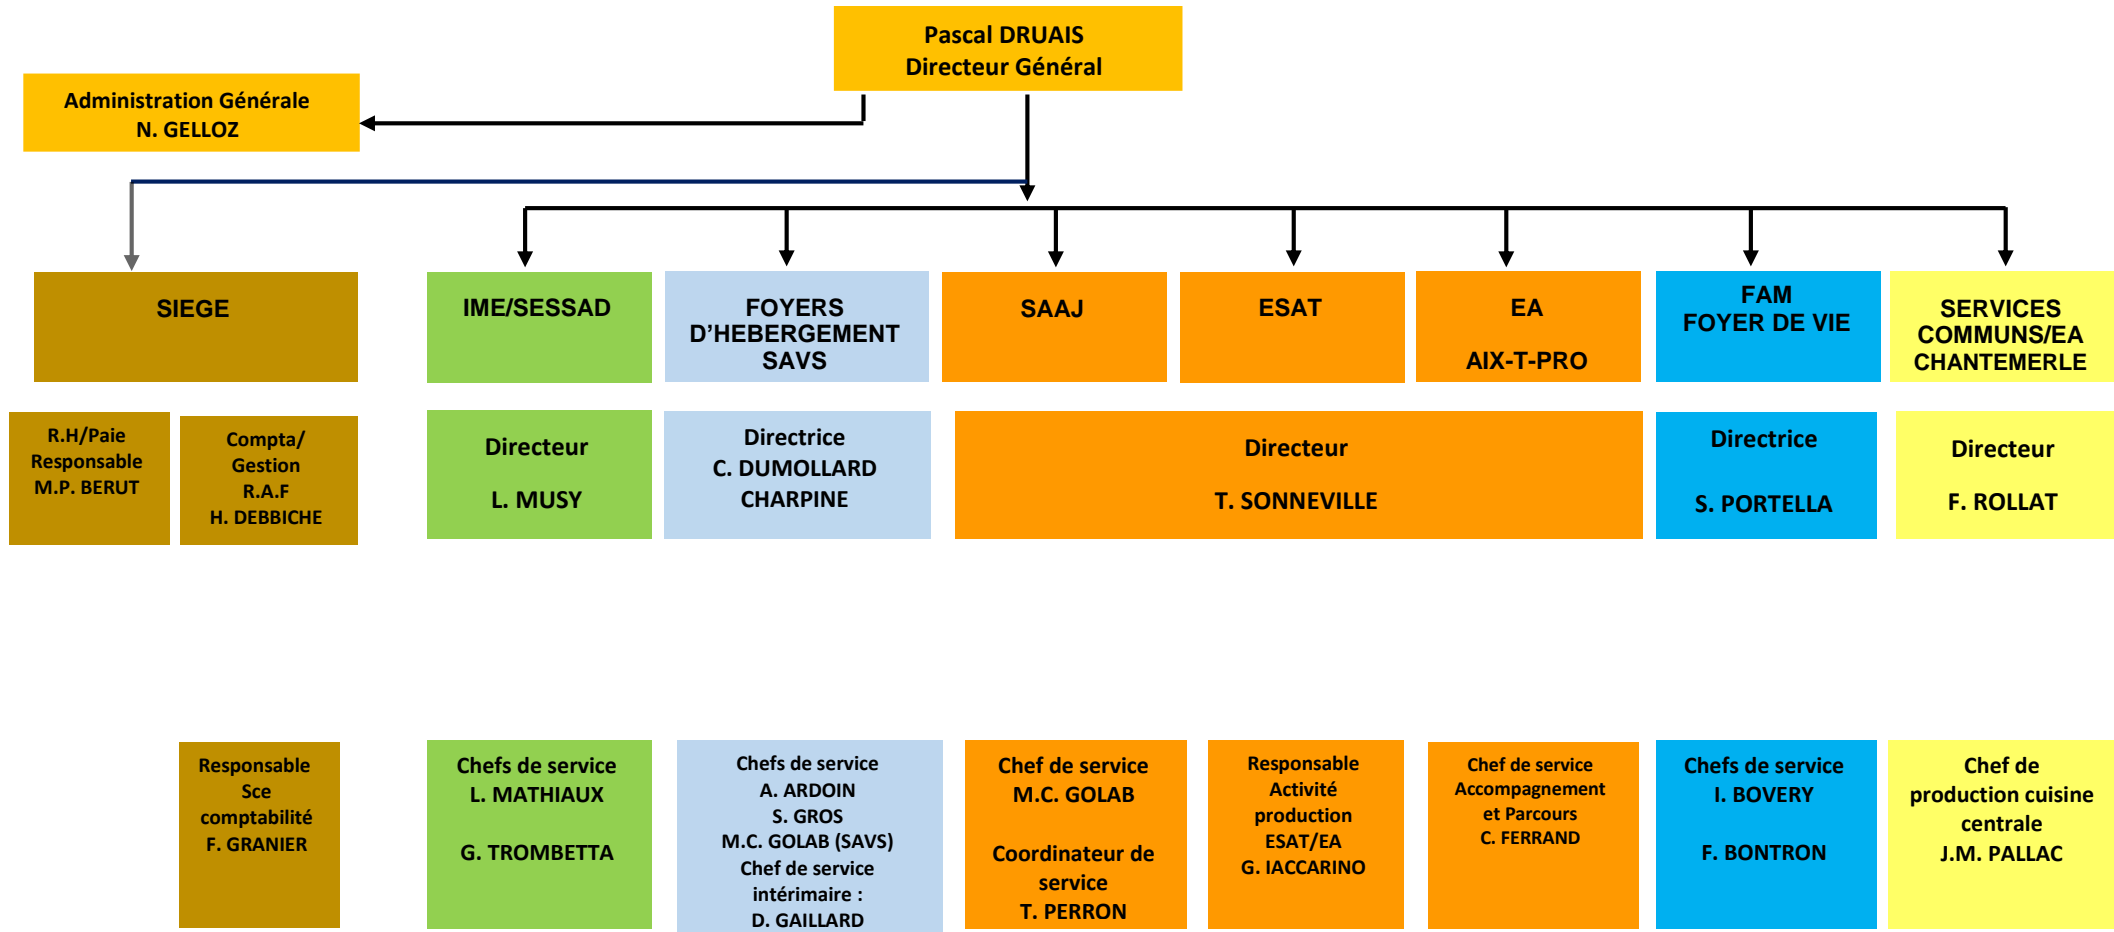 Pascal DRUAIS
Directeur Général
Administration Générale
N. GELLOZ
SIEGE
IME/SESSAD
FOYERS
D'HEBERGEMENT
SAVS
SAAJ
ESAT
EA
AIX-T-PRO
FAM
FOYER DE VIE
SERVICES
COMMUNS/EA
CHANTEMERLE
R.H/Paie
Responsable
M.P. BERUT
Compta/
Gestion
R.A.F
H. DEBBICHE
Directeur
L. MUSY
Directrice
C. DUMOLLARD
CHARPINE
Directeur
T. SONNEVILLE
Directrice
S. PORTELLA
Directeur
F. ROLLAT
Responsable
Sce
comptabilité
F. GRANIER
Chefs de service
L. MATHIAUX
G. TROMBETTA
Chefs de service
A. ARDOIN
S. GROS
M.C. GOLAB (SAVS)
Chef de service
intérimaire :
D. GAILLARD
Chef de service
M.C. GOLAB
Coordinateur de
service
T. PERRON
Responsable
Activité
production
ESAT/EA
G. IACCARINO
Chef de service
Accompagnement
et Parcours
C. FERRAND
Chefs de service
I. BOVERY
F. BONTRON
Chef de
production cuisine
centrale
J.M. PALLAC